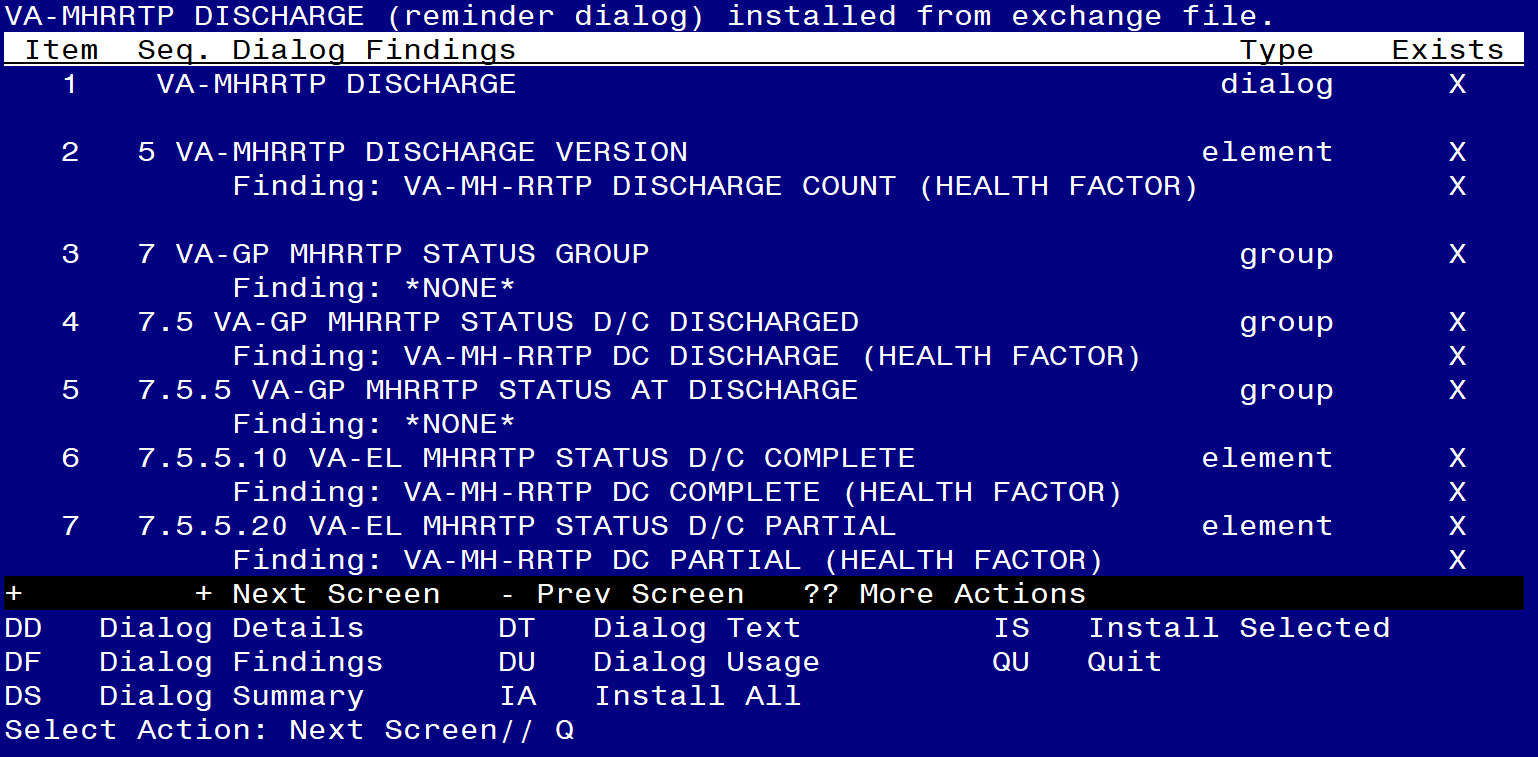 VA-MHRRTP DISCHARGE (reminder dialog) installed from exchange file.
Item  Seq. Dialog Findings                                      Type    Exists
1    VA-MHRRTP DISCHARGE                                     dialog      X
2   5 VA-MHRRTP DISCHARGE VERSION                           element      X
Finding: VA-MH-RRTP DISCHARGE COUNT (HEALTH FACTOR)             X
3   7 VA-GP MHRRTP STATUS GROUP                               group      X
Finding: *NONE*
4   7.5 VA-GP MHRRTP STATUS D/C DISCHARGED                    group      X
Finding: VA-MH-RRTP DC DISCHARGE (HEALTH FACTOR)                X
5   7.5.5 VA-GP MHRRTP STATUS AT DISCHARGE                    group      X
Finding: *NONE*
6   7.5.5.10 VA-EL MHRRTP STATUS D/C COMPLETE               element      X
Finding: VA-MH-RRTP DC COMPLETE (HEALTH FACTOR)                 X
7   7.5.5.20 VA-EL MHRRTP STATUS D/C PARTIAL                element      X
Finding: VA-MH-RRTP DC PARTIAL (HEALTH FACTOR)                  X
+         + Next Screen   - Prev Screen   ?? More Actions
DD   Dialog Details       DT   Dialog Text          IS   Install Selected
DF   Dialog Findings      DU   Dialog Usage         QU   Quit
DS   Dialog Summary       IA   Install All
Select Action: Next Screen// Q